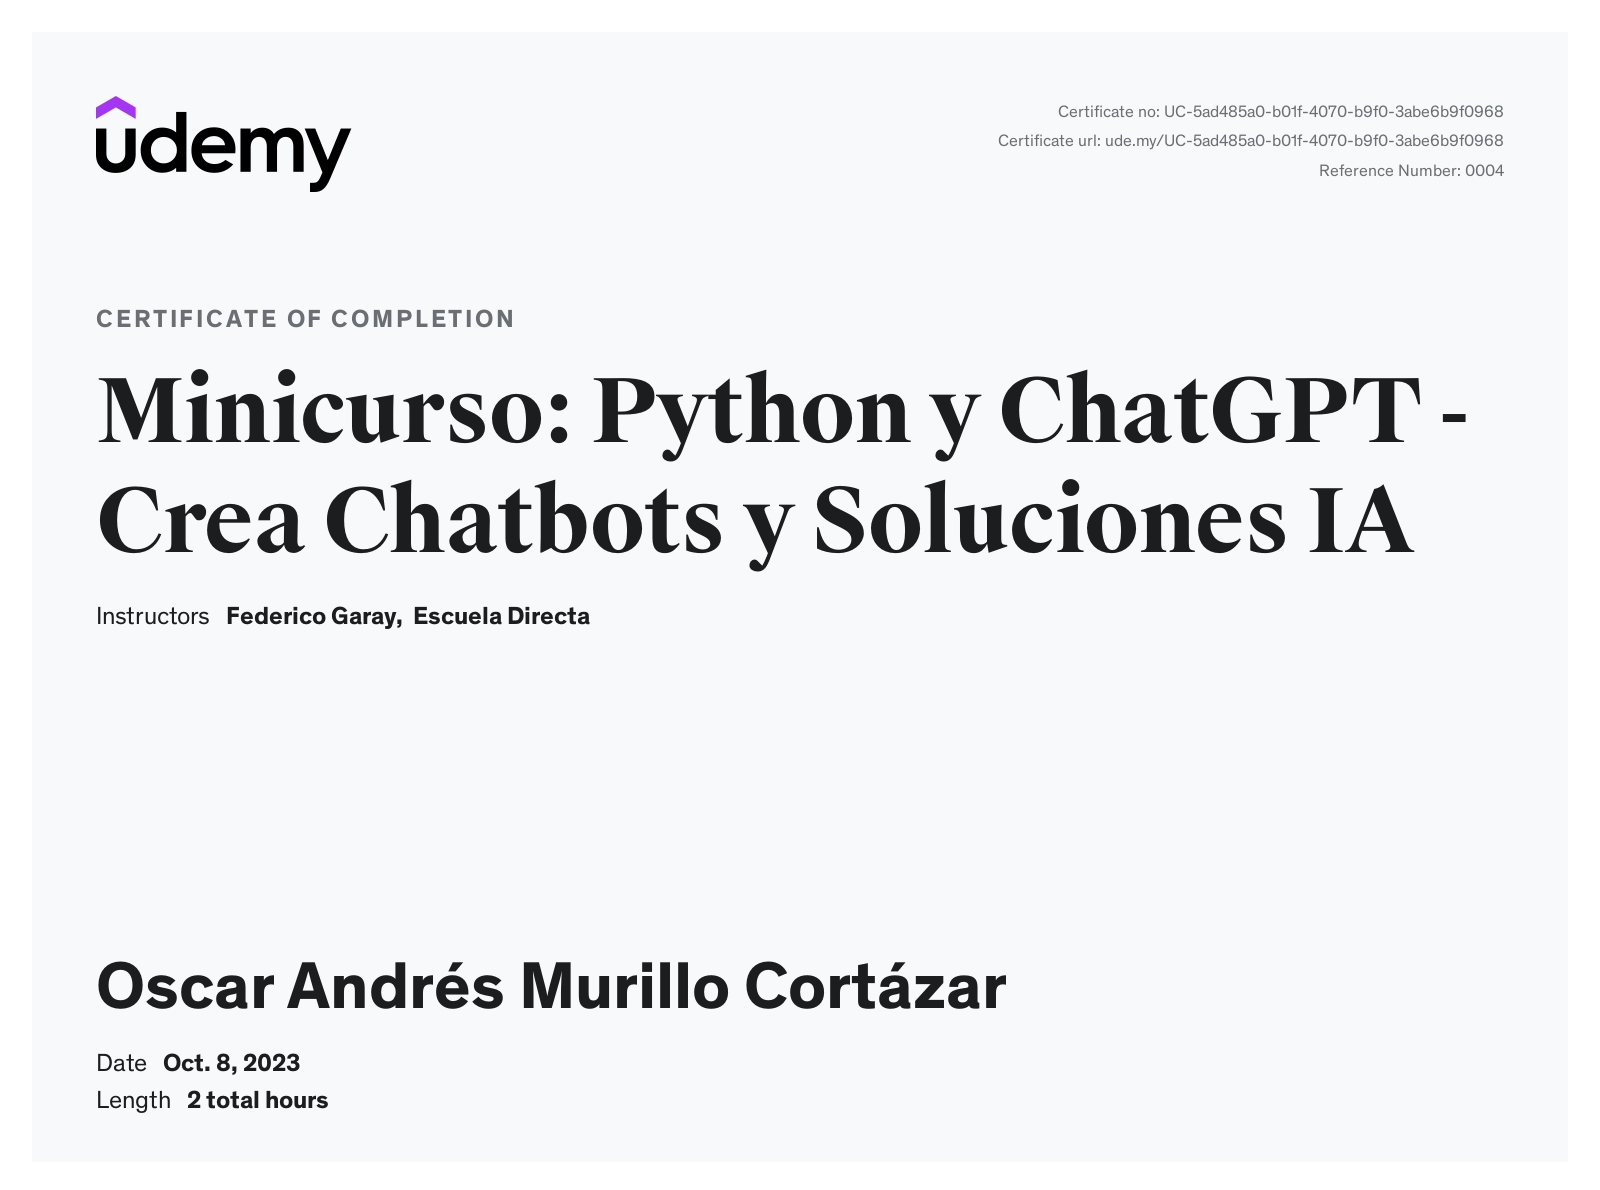 udemy
Certificate no: UC-5ad485a0-b01f-4070-b9f0-3abe6b9f0968
Certificate url: ude.my/UC-5ad485a0-b01f-4070-b9f0-3abe6b9f0968
Reference Number: 0004
CERTIFICATE OF COMPLETION
Minicurso: Python y ChatGPT -
Crea Chatbots y Soluciones IA
Instructors Federico Garay, Escuela Directa
Oscar Andrés Murillo Cortázar
Date Oct. 8, 2023
Length 2 total hours